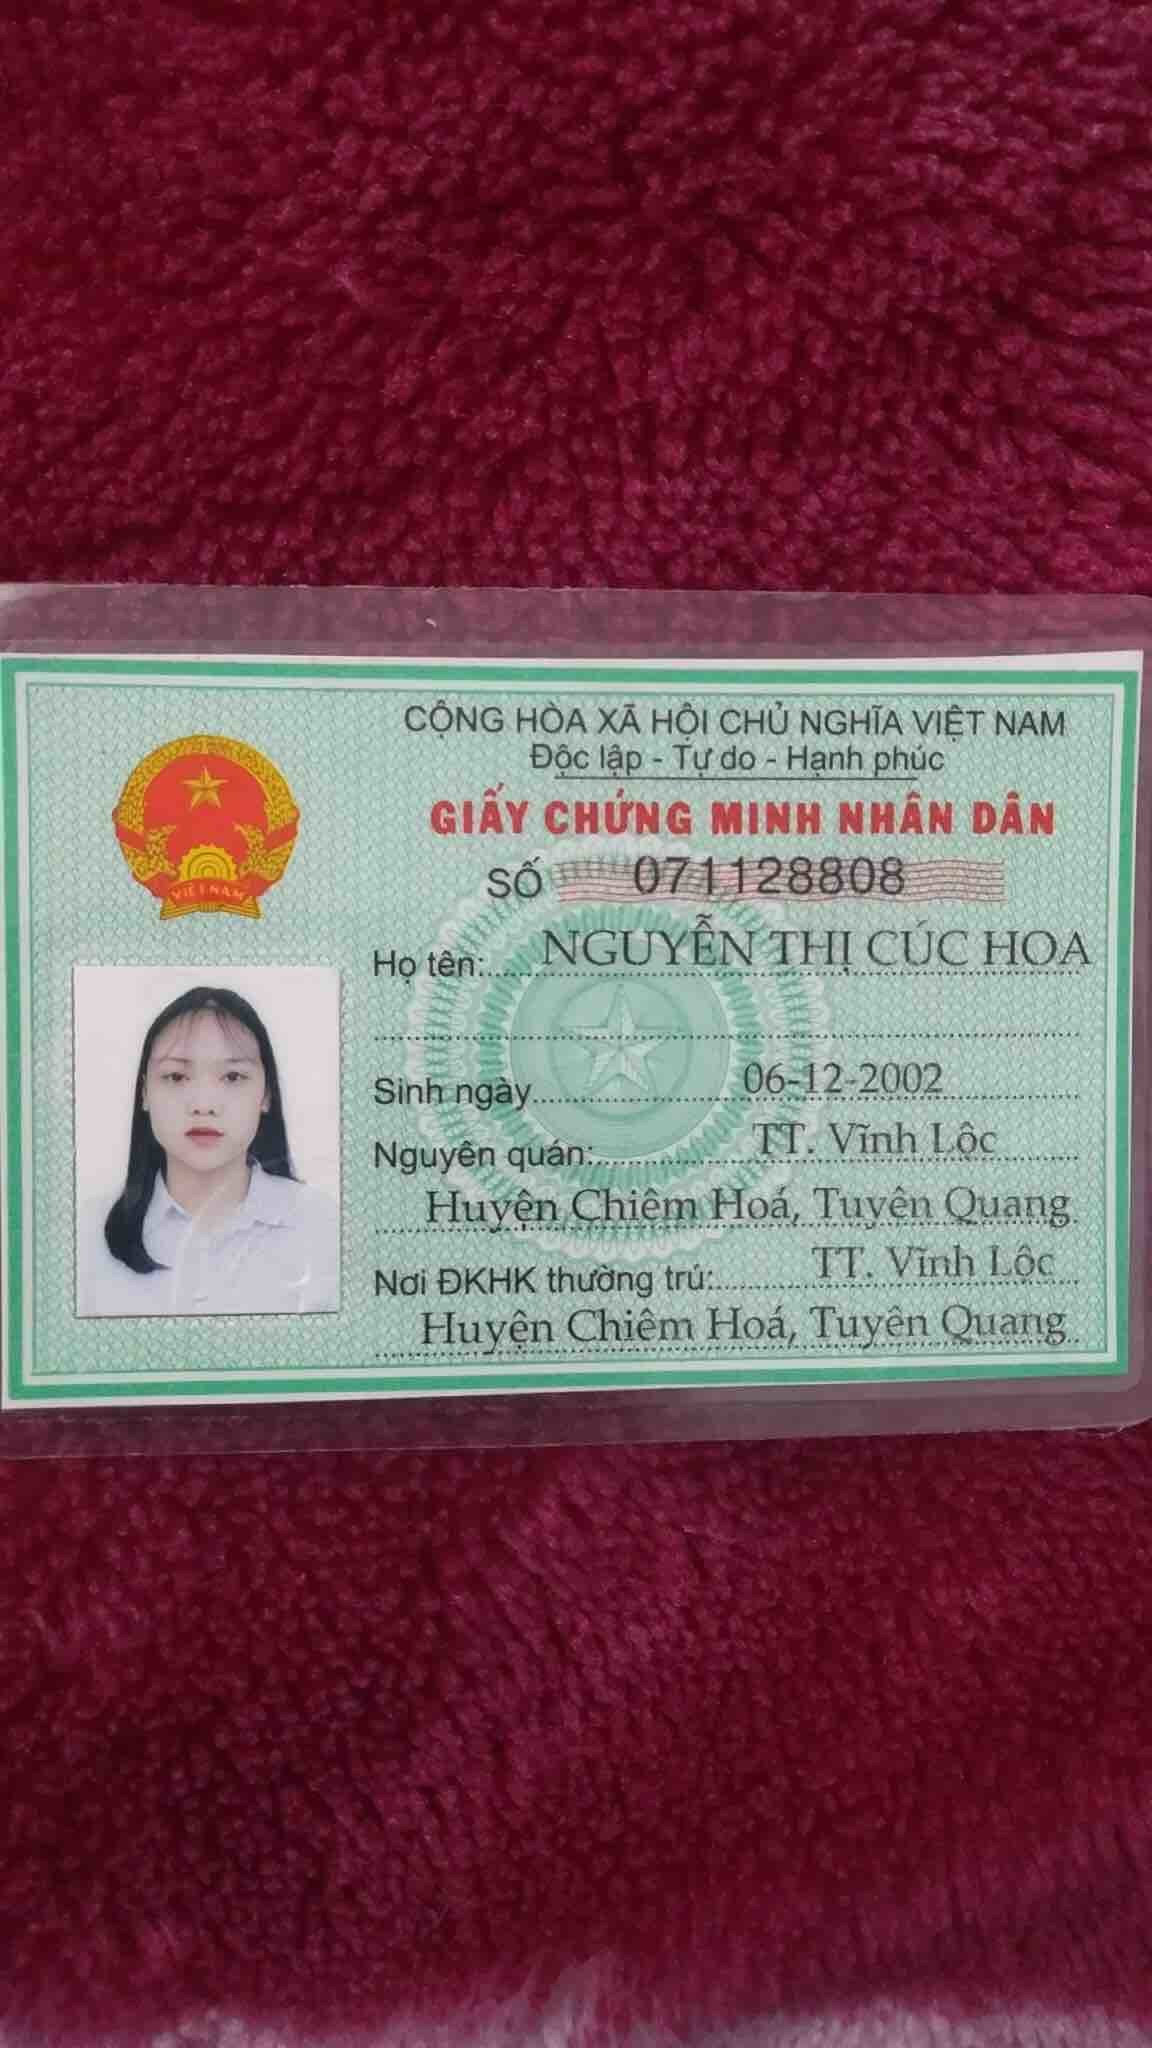 CỘNG HÒA XÃ HỘI CHỦ NGHĨA VIỆT NAM
Độc lập - Tự do - Hạnh phúc
GIẤY CHỨNG MINH NHÂN DÂN
SỐ 071128808
Họ tên: NGUYỄN THỊ CÚC HOA
Sinh ngày 06-12-2002
Nguyên quán: TT. Vĩnh Lộc
Huyện Chiêm Hoá, Tuyên Quang
Nơi ĐKHK thường trú: TT. Vĩnh Lộc
Huyện Chiêm Hoá, Tuyên Quang
VIỆT NAM